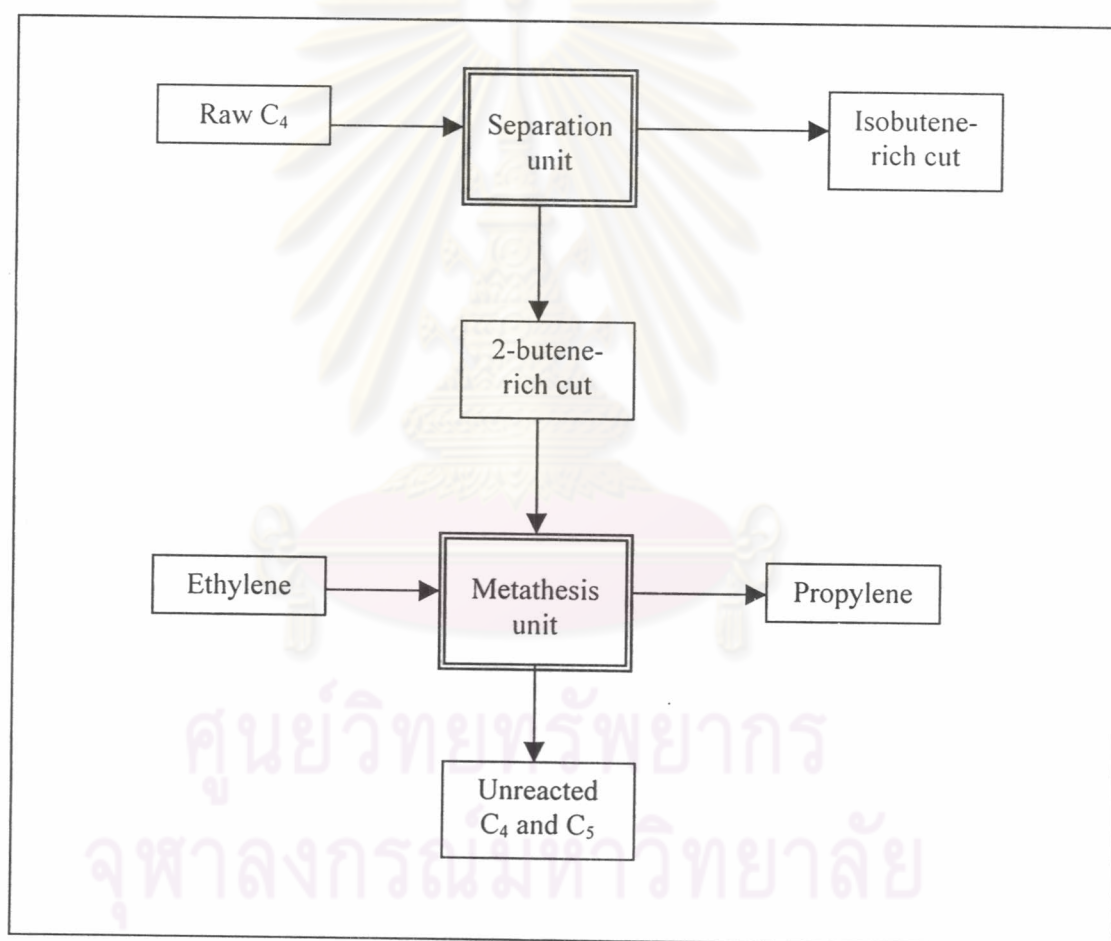 Raw C₄
Separation
unit
Isobutene-
rich cut
2-butene-
rich cut
Ethylene
Metathesis
unit
Propylene
Unreacted
C₄ and C₅
ศูนย์วิทยทรัพยากร
จุฬาลงกรณ์มหาวิทยาลัย